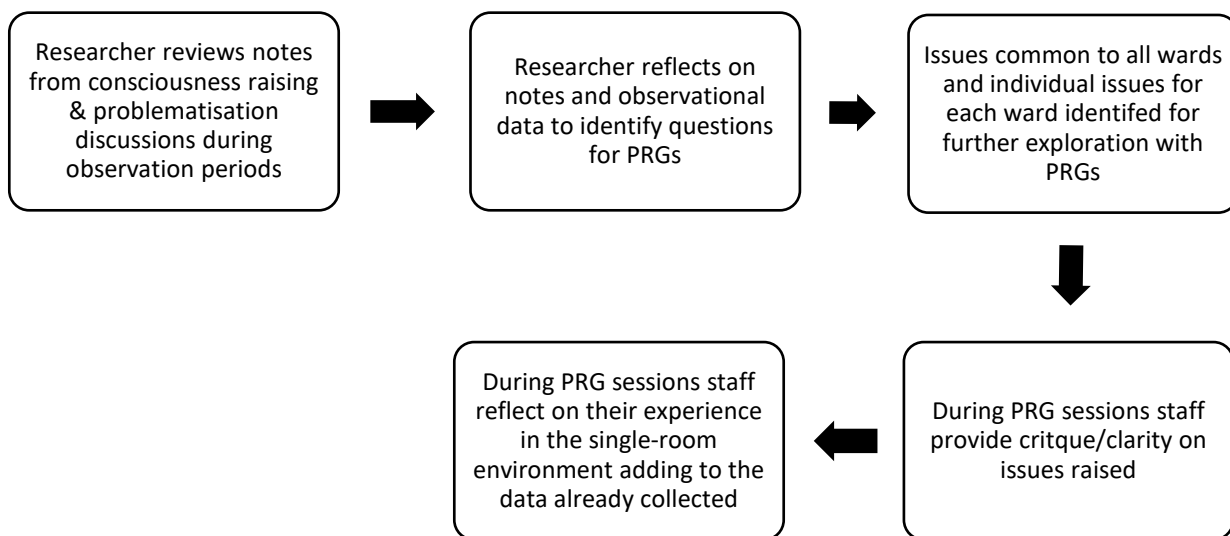 Researcher reviews notes
from consciousness raising
& problematisation
discussions during
observation periods
Researcher reflects on
notes and observational
data to identify questions
for PRGs
Issues common to all wards
and individual issues for
each ward identifed for
further exploration with
PRGs
During PRG sessions staff
provide critque/clarity on
issues raised
During PRG sessions staff
reflect on their experience
in the single-room
environment adding to the
data already collected